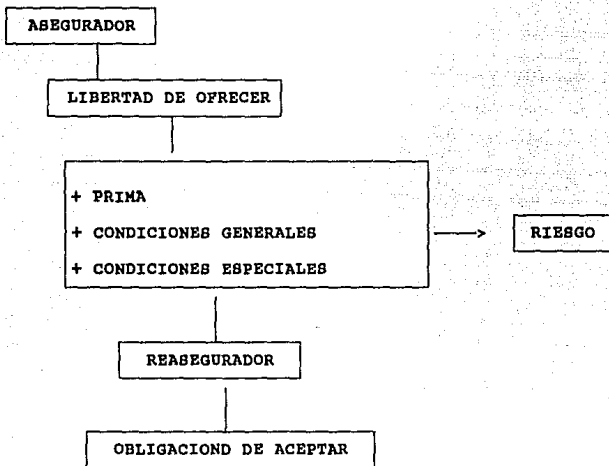 ASEGURADOR
LIBERTAD DE OFRECER
+ PRIMA
+ CONDICIONES GENERALES
+ CONDICIONES ESPECIALES
RIESGO
REASEGURADOR
OBLIGACIOND DE ACEPTAR